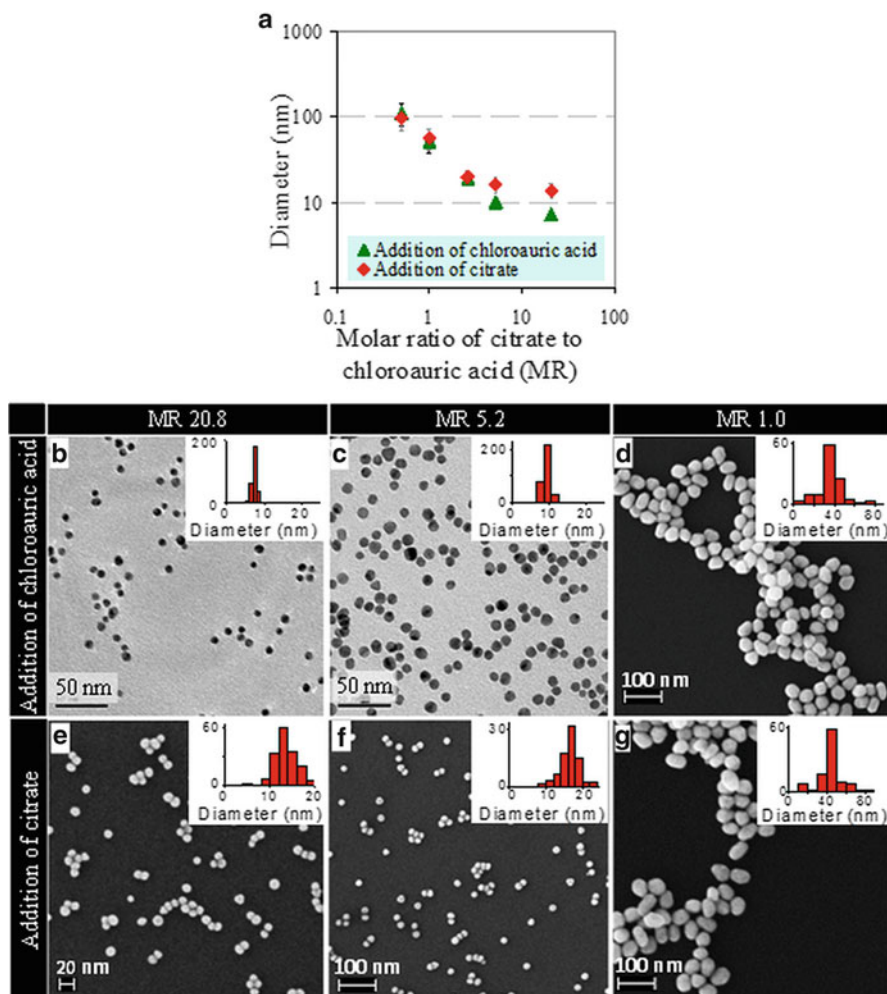 a
1000
100
10
1
Diameter (nm)
Addition of chloroauric acid
Addition of citrate
0.1 1 10 100
Molar ratio of citrate to
chloroauric acid (MR)
MR 20.8 MR 5.2 MR 1.0
Addition of chloroauric acid
b
200
0
0 10 20
Diameter (nm)
50 nm
c
200
0
0 10 20
Diameter (nm)
50 nm
d
60
0
0 40 80
Diameter (nm)
100 nm
Addition of citrate
e
60
0
0 10 20
Diameter (nm)
20 nm
f
30
0
0 10 20
Diameter (nm)
100 nm
g
60
0
0 40 80
Diameter (nm)
100 nm